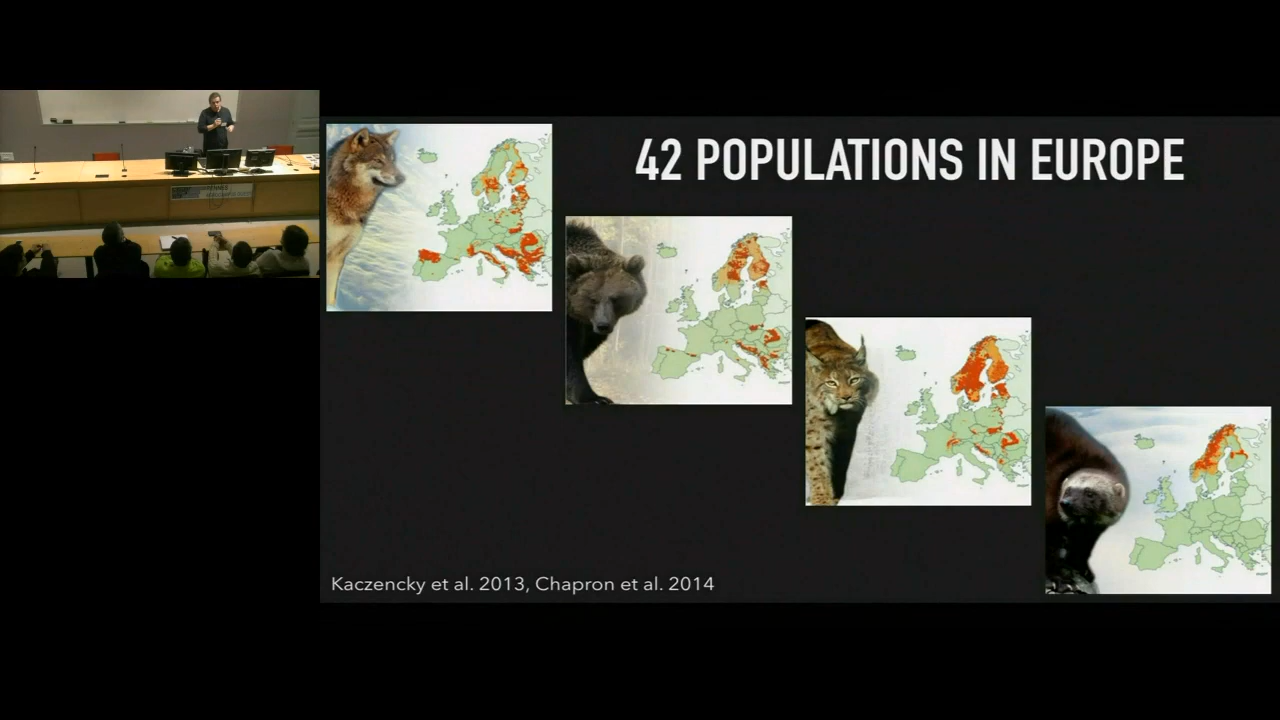 42 POPULATIONS IN EUROPE
Kaczencky et al. 2013, Chapron et al. 2014